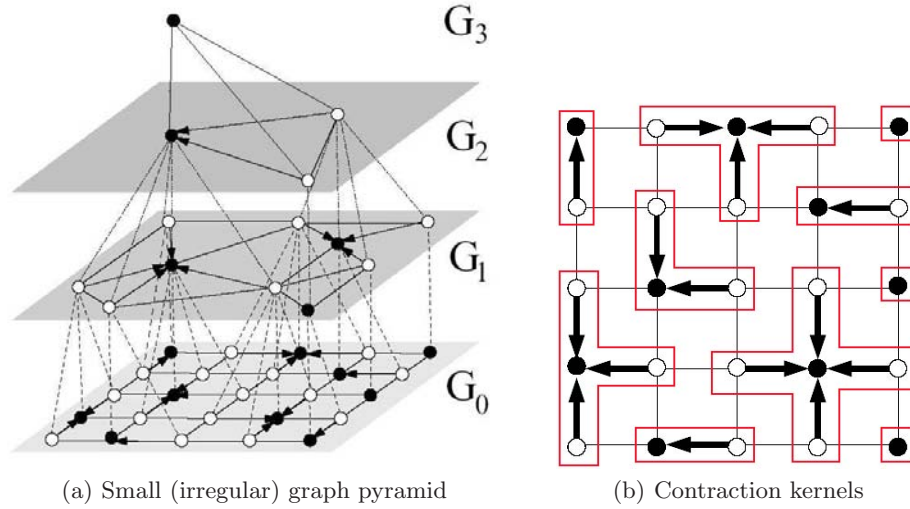 G3
G2
G1
G0
(a) Small (irregular) graph pyramid
(b) Contraction kernels